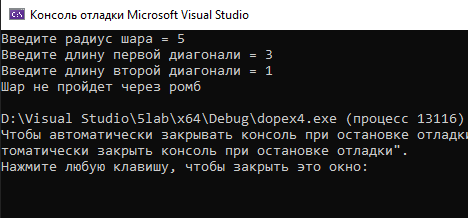 Консоль отладки Microsoft Visual Studio
Введите радиус шара = 5
Введите длину первой диагонали = 3
Введите длину второй диагонали = 1
Шар не пройдет через ромб
D:\Visual Studio\5lab\x64\Debug\dopex4.exe (процесс 13116)
Чтобы автоматически закрывать консоль при остановке отладк
томатически закрыть консоль при остановке отладки".
Нажмите любую клавишу, чтобы закрыть это окно: